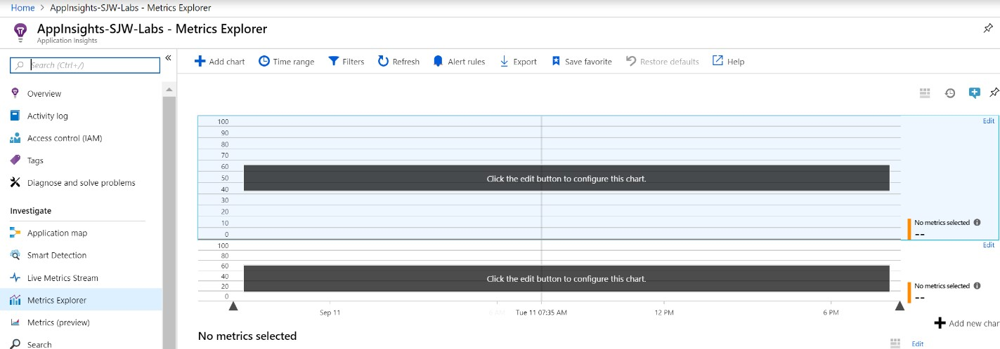 Home > AppInsights-SJW-Labs - Metrics Explorer
AppInsights-SJW-Labs - Metrics Explorer
Application Insights
Search (Ctrl+/)
«
Add chart Time range Filters Refresh Alert rules Export Save favorite Restore defaults Help
Overview
Activity log
Access control (IAM)
Tags
Diagnose and solve problems
Investigate
Application map
Smart Detection
Live Metrics Stream
Metrics Explorer
Metrics (preview)
Search
100
90
80
70
60
50
40
30
20
10
0
Click the edit button to configure this chart.
Edit
No metrics selected
--
100
80
60
40
20
0
Click the edit button to configure this chart.
Edit
No metrics selected
--
Sep 11 6 AM Tue 11 07:35 AM 12 PM 6 PM
Add new char
No metrics selected
Edit